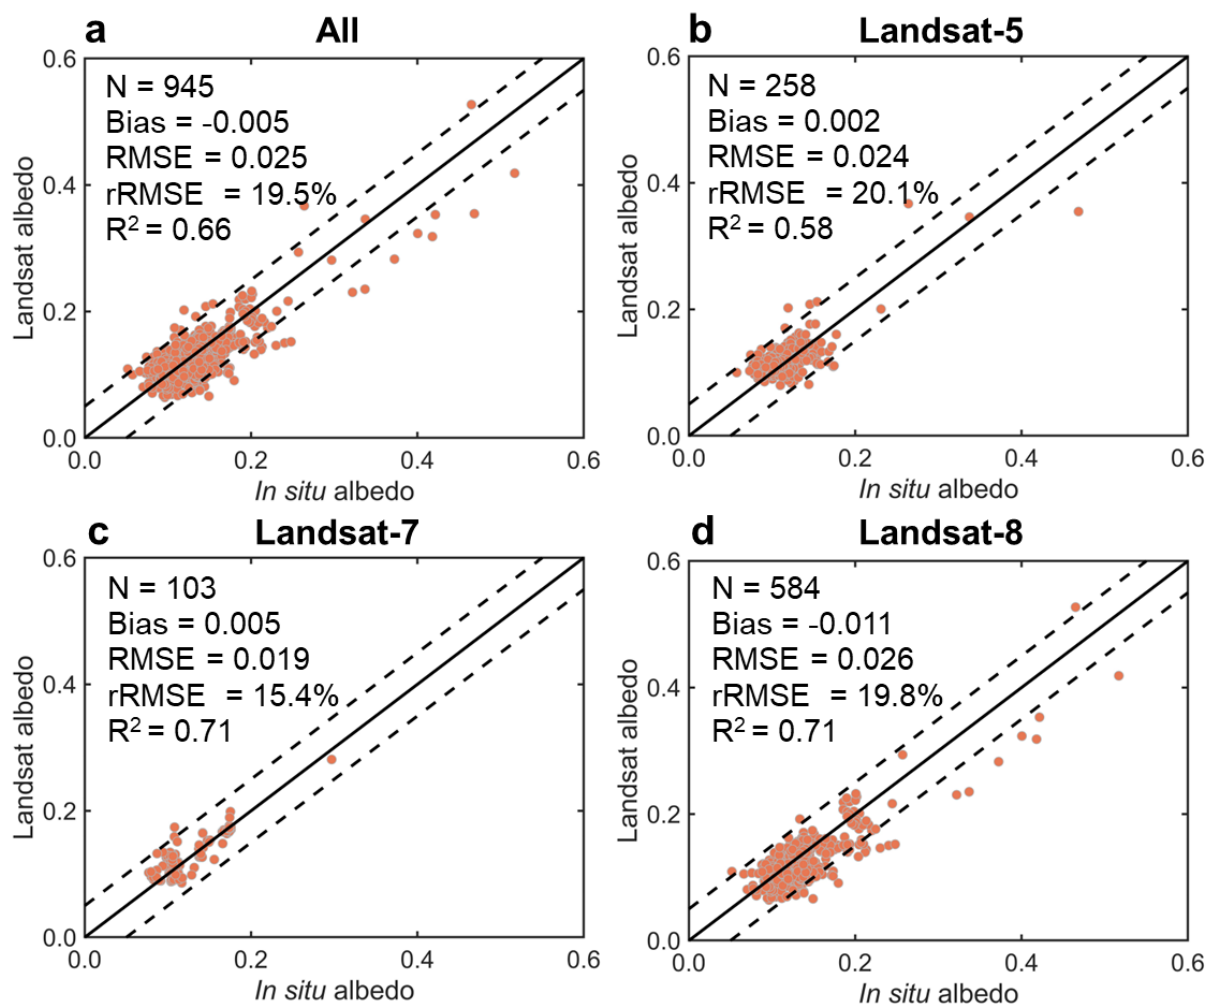 a All
0.6
N = 945
Bias = -0.005
RMSE = 0.025
rRMSE = 19.5%
R² = 0.66
0.4
0.2
0.0
Landsat albedo
0.0 0.2 0.4 0.6
In situ albedo
b Landsat-5
0.6
N = 258
Bias = 0.002
RMSE = 0.024
rRMSE = 20.1%
R² = 0.58
0.4
0.2
0.0
Landsat albedo
0.0 0.2 0.4 0.6
In situ albedo
c Landsat-7
0.6
N = 103
Bias = 0.005
RMSE = 0.019
rRMSE = 15.4%
R² = 0.71
0.4
0.2
0.0
Landsat albedo
0.0 0.2 0.4 0.6
In situ albedo
d Landsat-8
0.6
N = 584
Bias = -0.011
RMSE = 0.026
rRMSE = 19.8%
R² = 0.71
0.4
0.2
0.0
Landsat albedo
0.0 0.2 0.4 0.6
In situ albedo